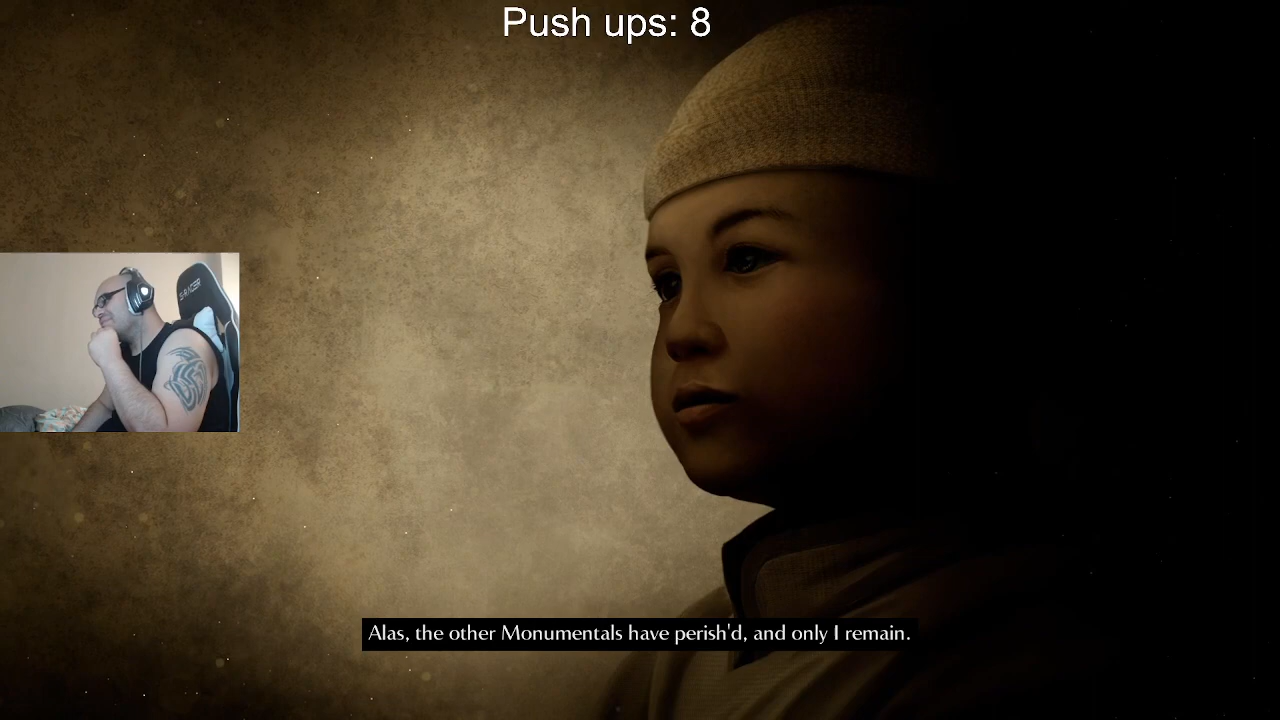 Push ups: 8
Alas, the other Monumentals have perish'd, and only I remain.